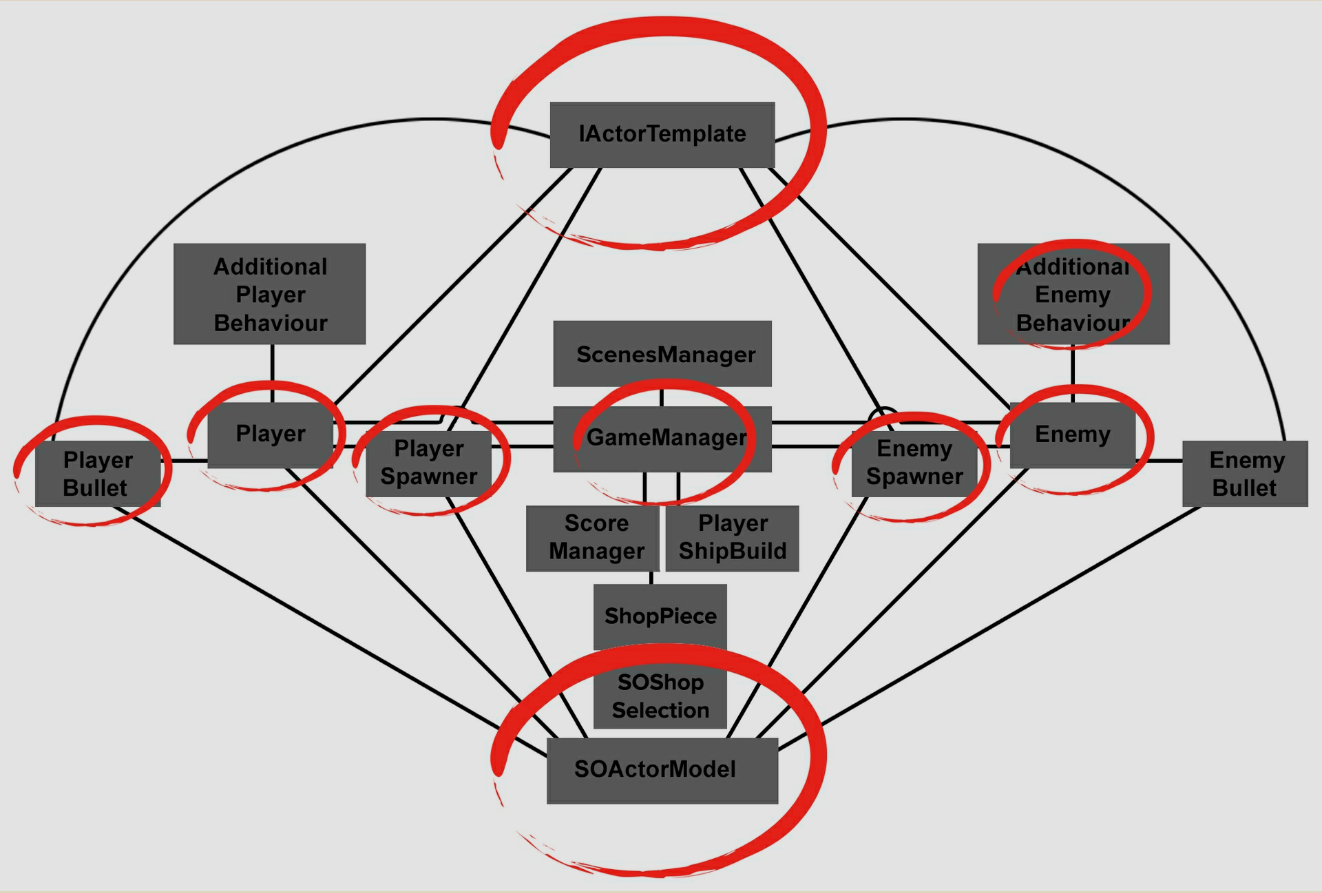 IActorTemplate
Additional
Player
Behaviour
Additional
Enemy
Behaviour
ScenesManager
Player
GameManager
Enemy
Player
Bullet
Player
Spawner
Enemy
Spawner
Enemy
Bullet
Score
Manager
Player
ShipBuild
ShopPiece
SOShop
Selection
SOActorModel